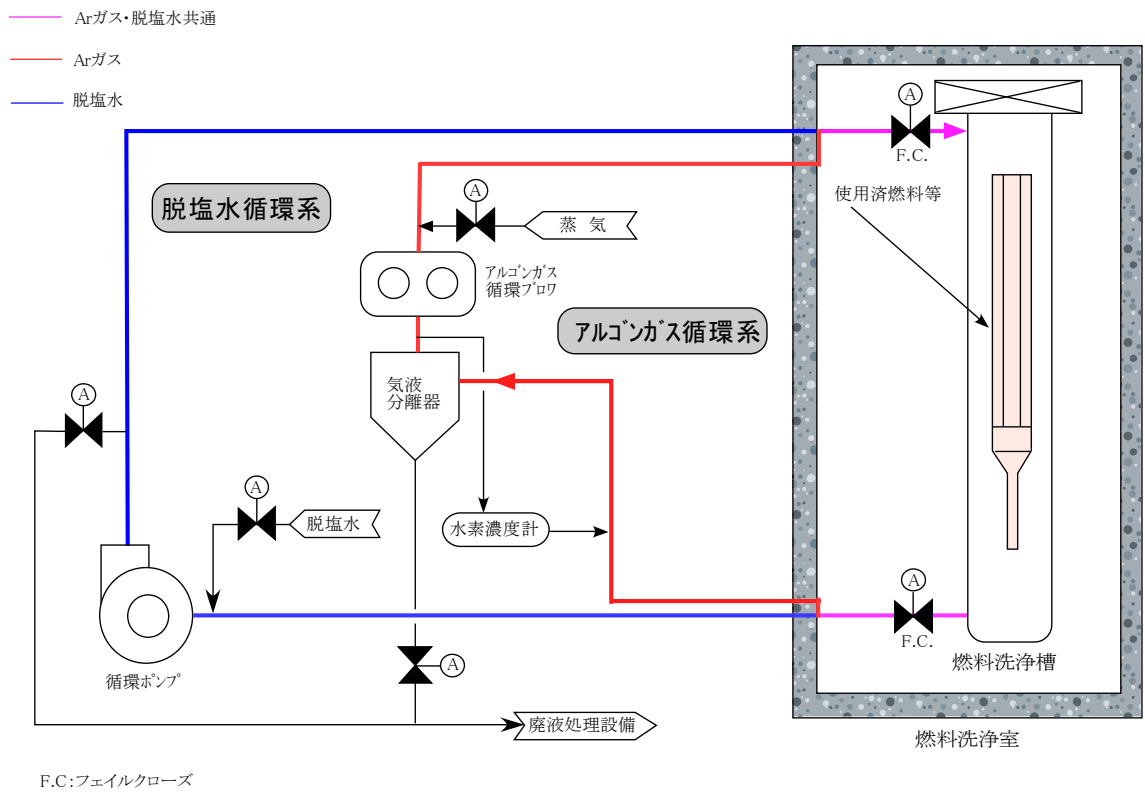 Arガス・脱塩水共通
Arガス
脱塩水
A
F.C.
脱塩水循環系
A
蒸 気
使用済燃料等
アルゴンガス
循環ブロワ
アルゴンガス循環系
気液
分離器
A
A
脱塩水
水素濃度計
A
F.C.
循環ポンプ
A
燃料洗浄槽
廃液処理設備
燃料洗浄室
F.C:フェイルクローズ